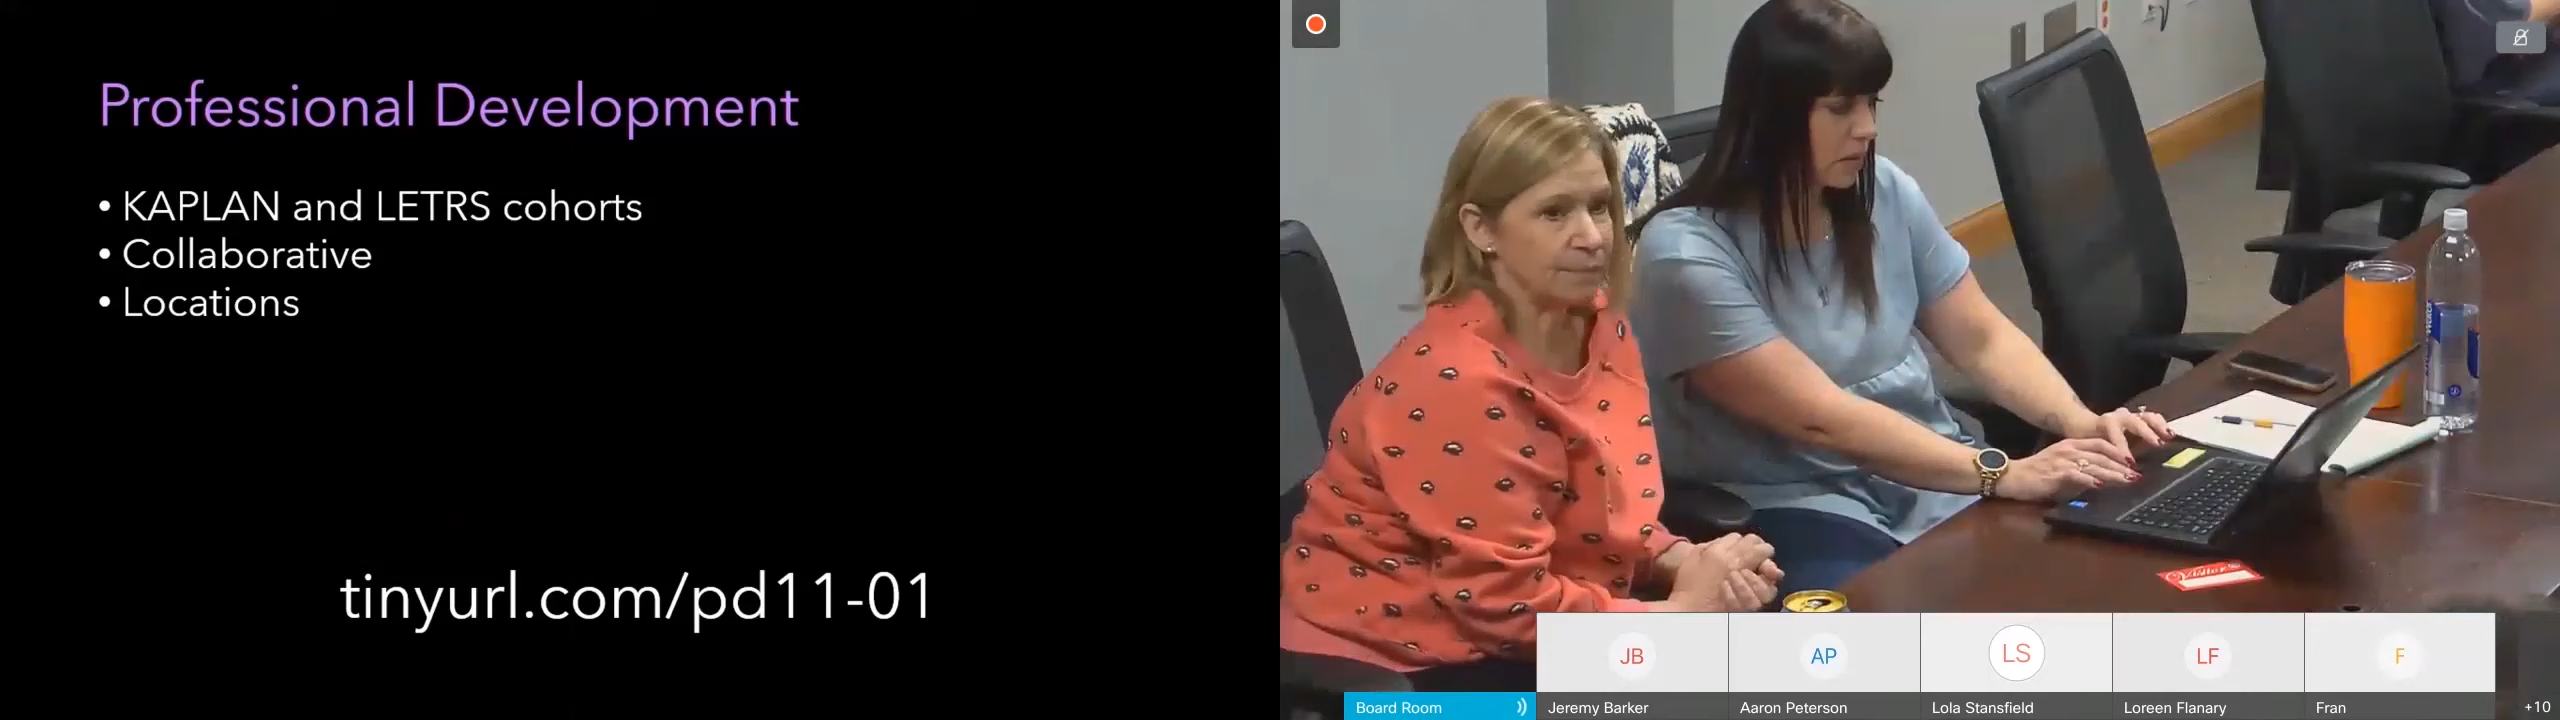 Professional Development
• KAPLAN and LETRS cohorts
• Collaborative
• Locations
tinyurl.com/pd11-01
Visitor
JB
AP
LS
LF
F
Board Room
Jeremy Barker
Aaron Peterson
Lola Stansfield
Loreen Flanary
Fran
+10